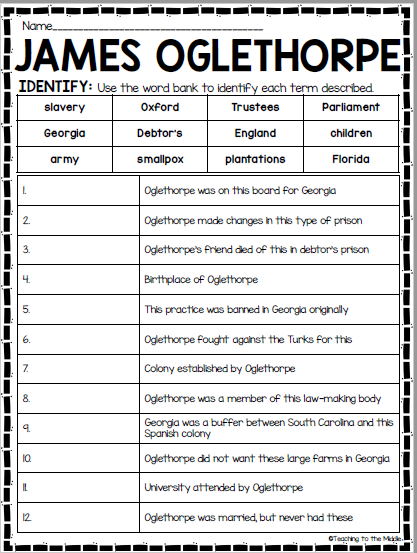 Name
JAMES OGLETHORPE
IDENTIFY: Use the word bank to identify each term described.
slavery Oxford Trustees Parliament
Georgia Debtor's England children
army smallpox plantations Florida
1. Oglethorpe was on this board for Georgia
2. Oglethorpe made changes in this type of prison
3. Oglethorpe's friend died of this in debtor's prison
4. Birthplace of Oglethorpe
5. This practice was banned in Georgia originally
6. Oglethorpe fought against the Turks for this
7. Colony established by Oglethorpe
8. Oglethorpe was a member of this law-making body
9. Georgia was a buffer between South Carolina and this
Spanish colony
10. Oglethorpe did not want these large farms in Georgia
11. University attended by Oglethorpe
12. Oglethorpe was married, but never had these
©Teaching to the Middle